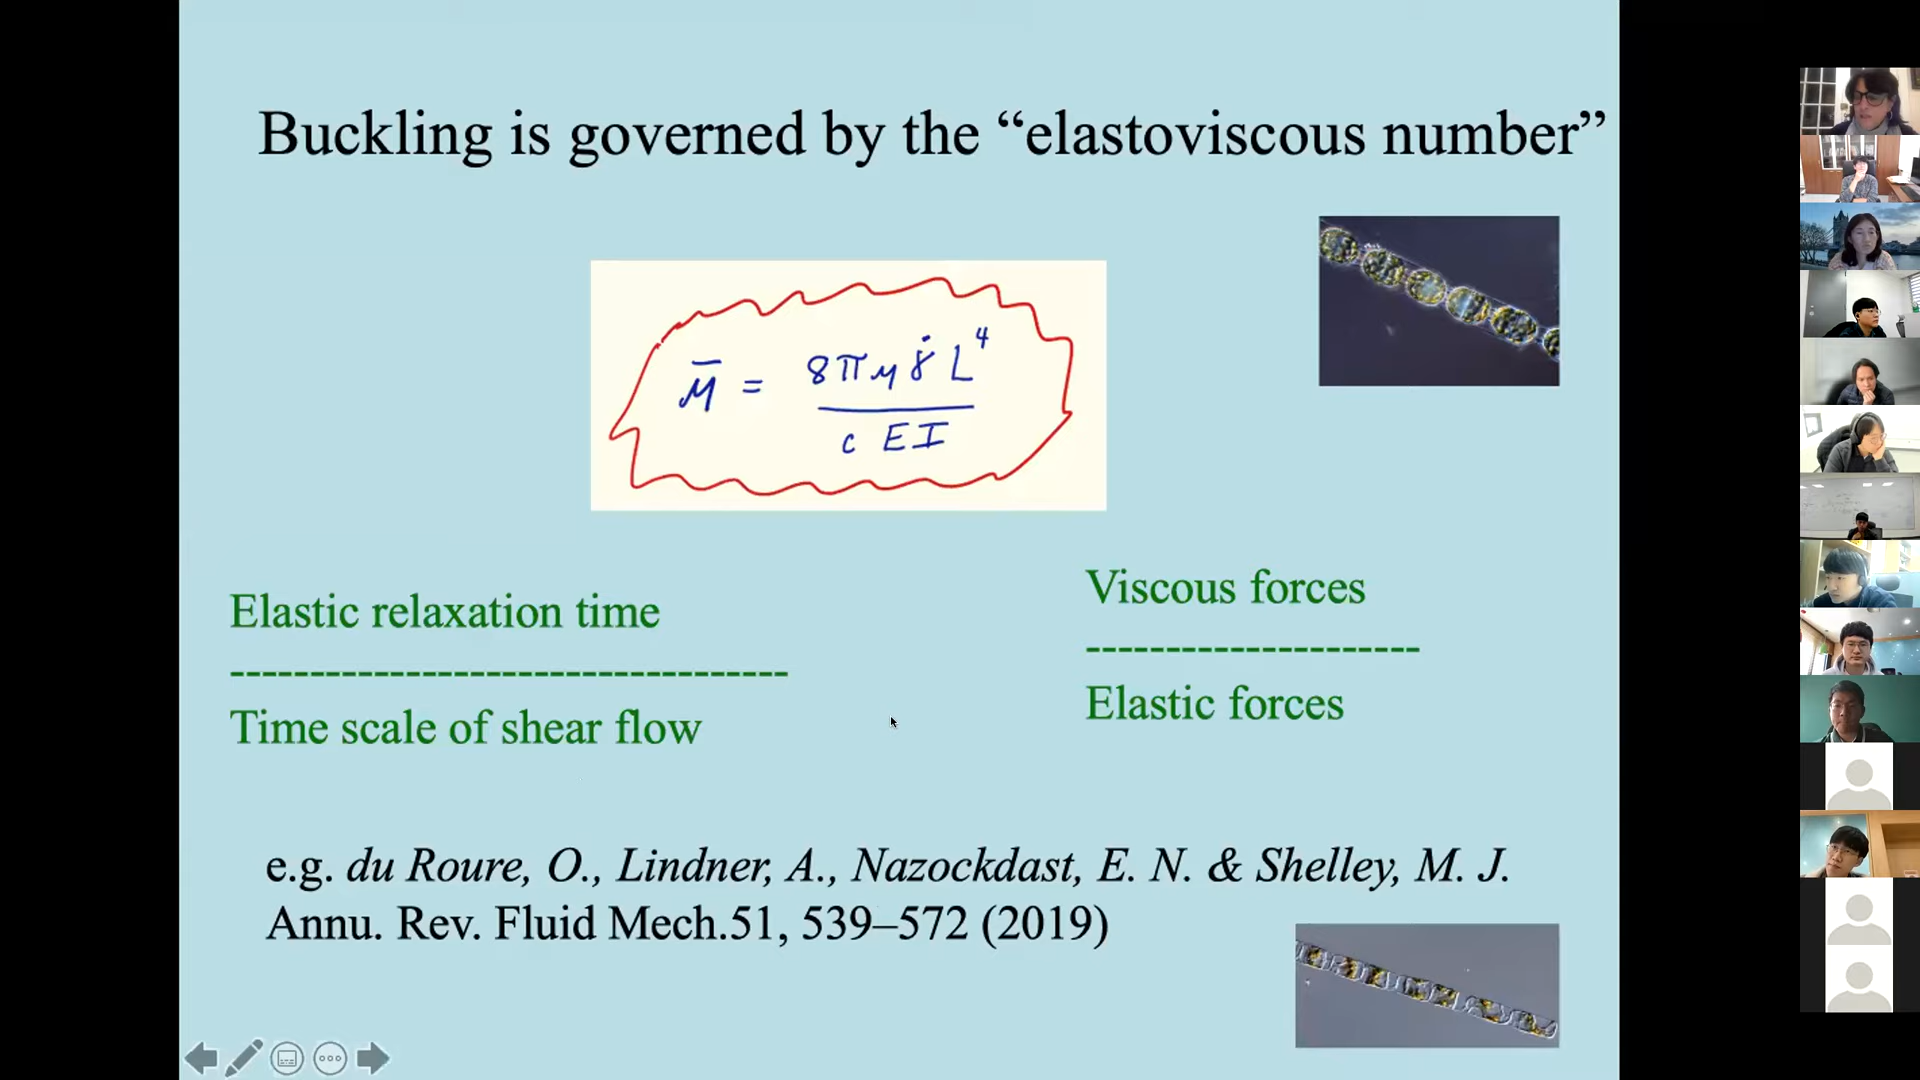 Buckling is governed by the “elastoviscous number”
μ̄ = 8πμγ̇L⁴
c EI
Elastic relaxation time
-----------------------------------
Time scale of shear flow
Viscous forces
---------------------
Elastic forces
e.g. du Roure, O., Lindner, A., Nazockdast, E. N. & Shelley, M. J.
Annu. Rev. Fluid Mech.51, 539–572 (2019)